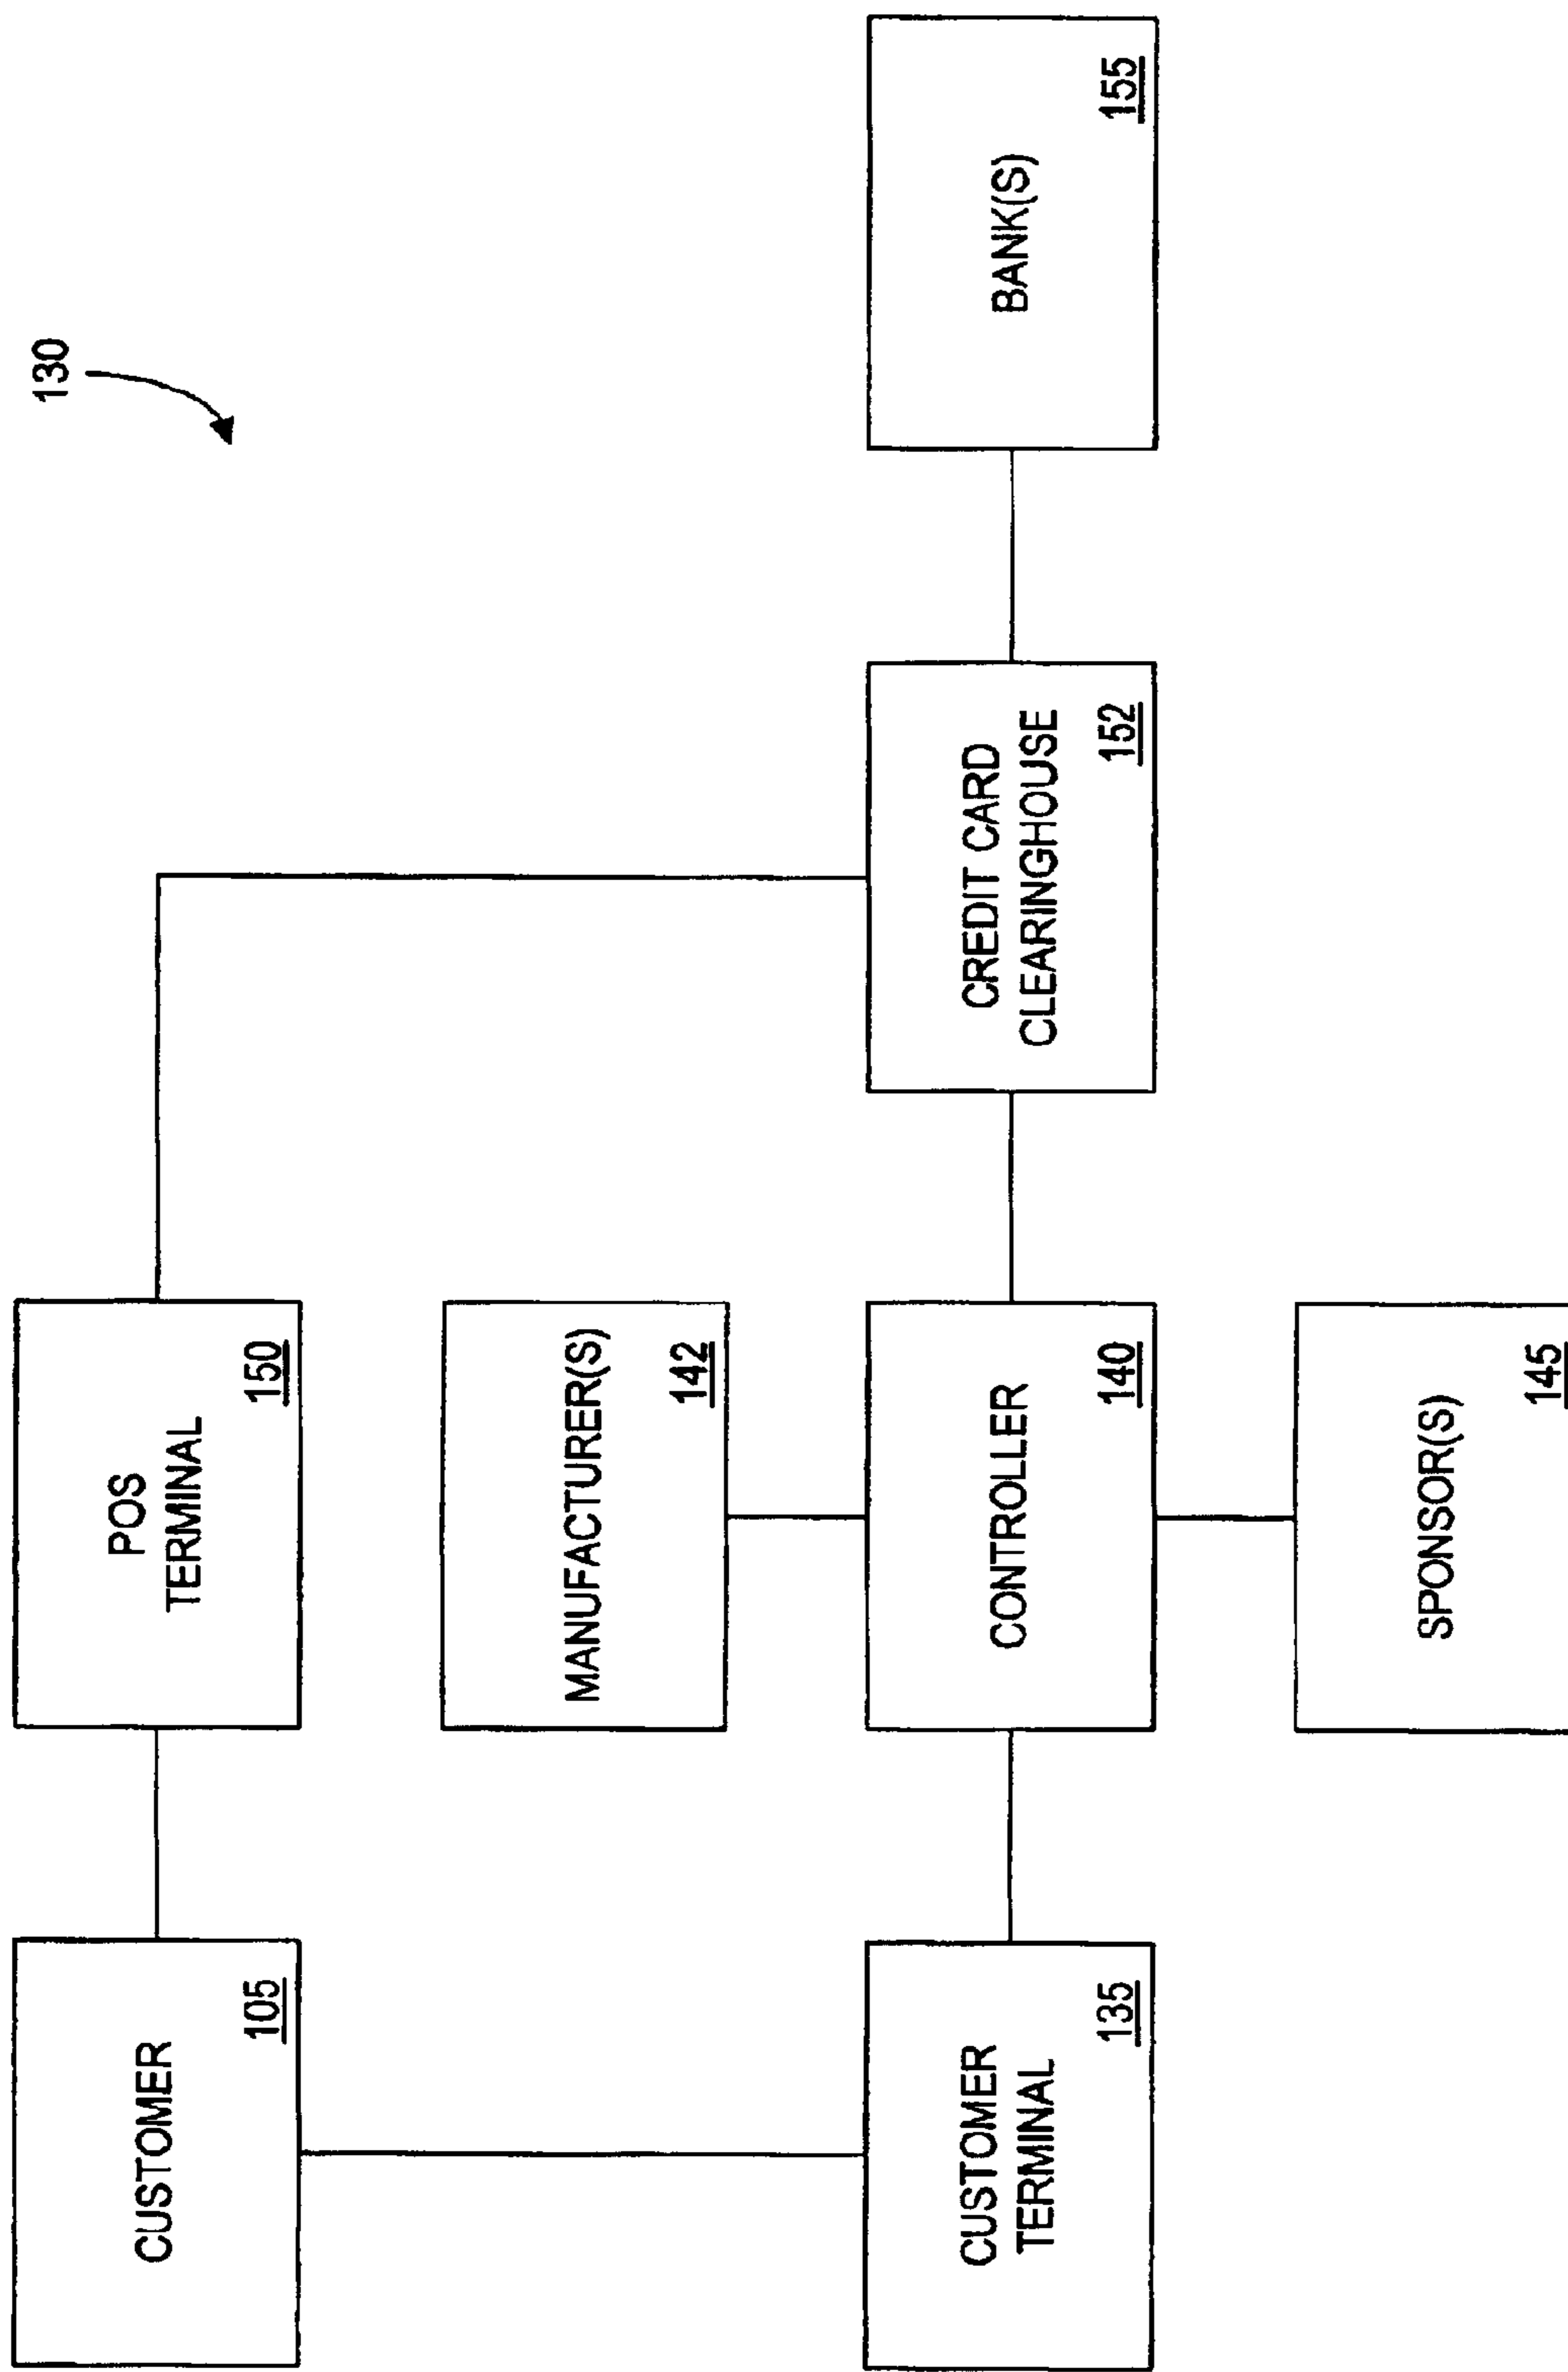 130
CUSTOMER
105
POS
TERMINAL
150
MANUFACTURER(S)
142
CUSTOMER
TERMINAL
135
CONTROLLER
140
CREDIT CARD
CLEARINGHOUSE
152
BANK(S)
155
SPONSOR(S)
145